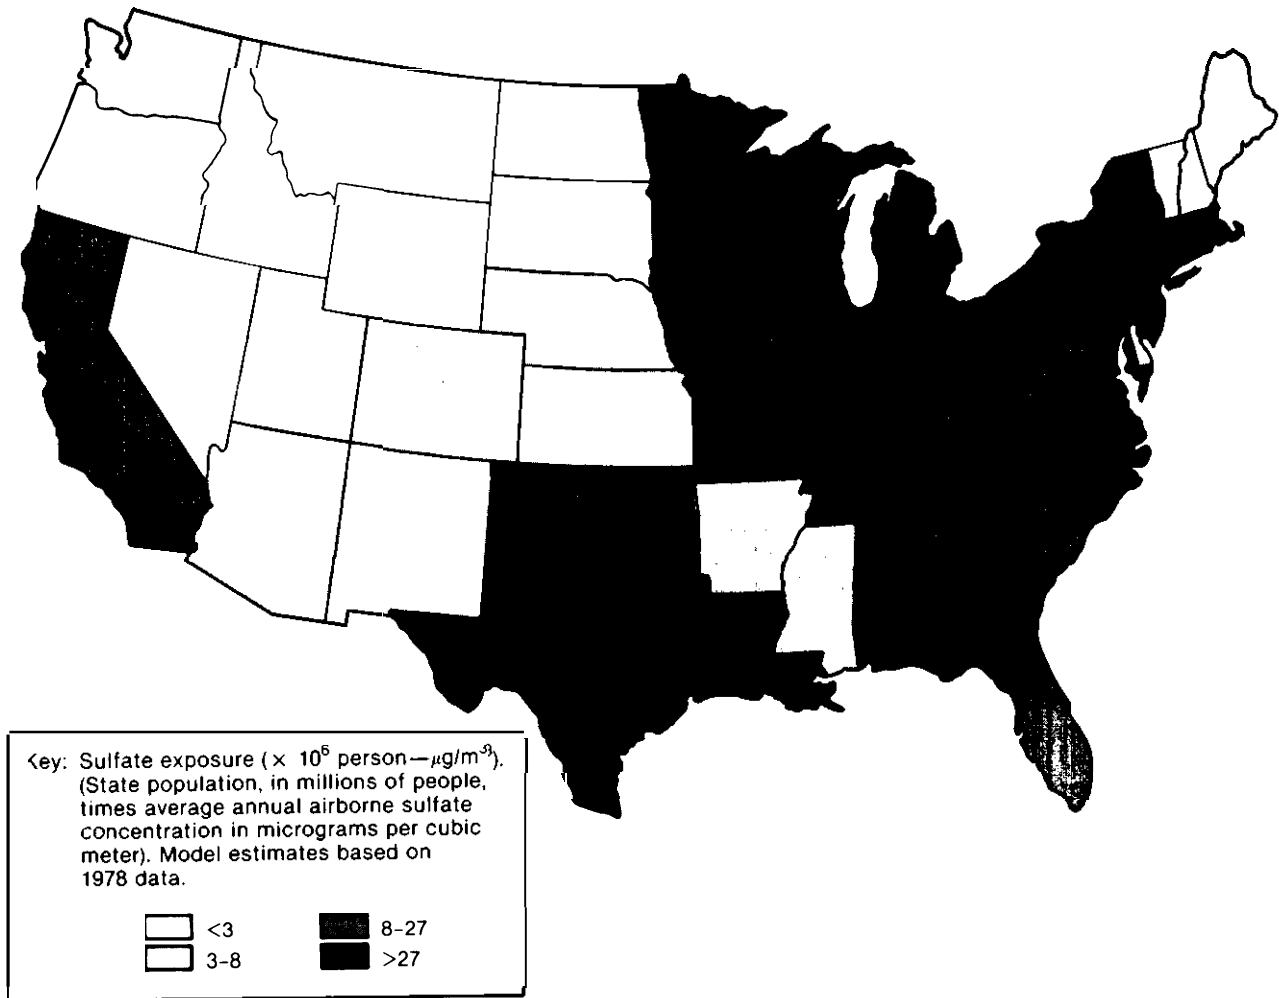 <ey: Sulfate exposure (× 10⁶ person—μg/m³).
(State population, in millions of people,
times average annual airborne sulfate
concentration in micrograms per cubic
meter). Model estimates based on
1978 data.
<3 8-27
3-8 >27